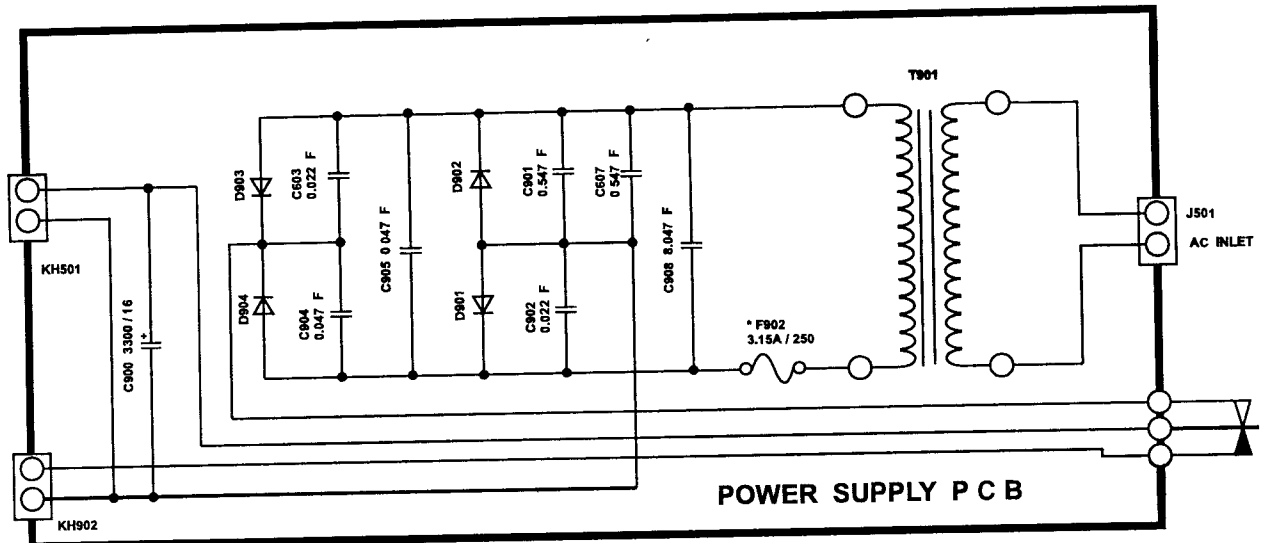 T901
D903
C603
0.022 F
C905 0 047 F
D902
C901
0.547 F
C607
0 547 F
C908 8.047 F
J501
AC INLET
KH501
C900 3300 / 16
+
D904
C904
0.047 F
D901
C902
0.022 F
* F902
3.15A / 250
POWER SUPPLY P C B
KH902